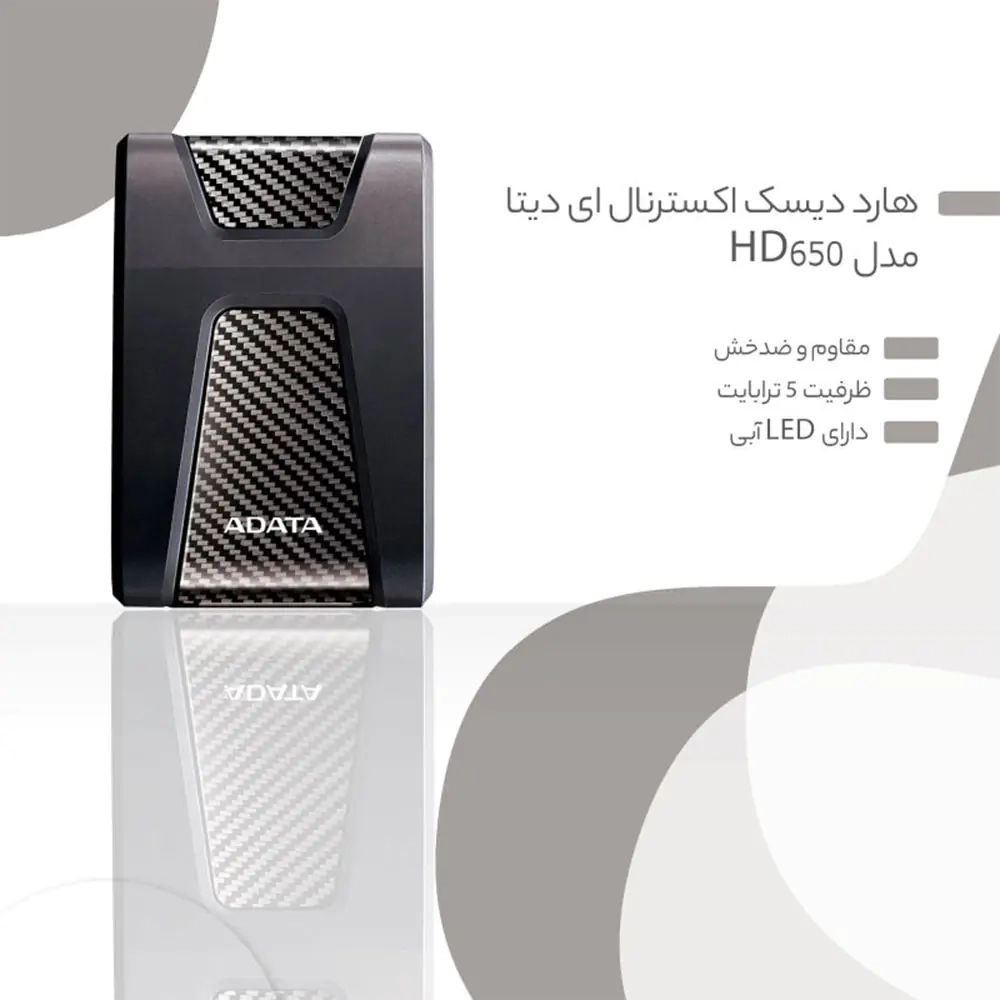 هارد دیسک اکسترنال ای دیتا
مدل HD650
مقاوم و ضدخش
ظرفیت 5 ترابایت
دارای LED آبی
ADATA